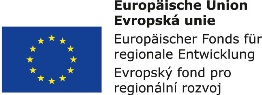 Europäische Union
Evropská unie
Europäischer Fonds für
regionale Entwicklung
Evropský fond pro
regionální rozvoj